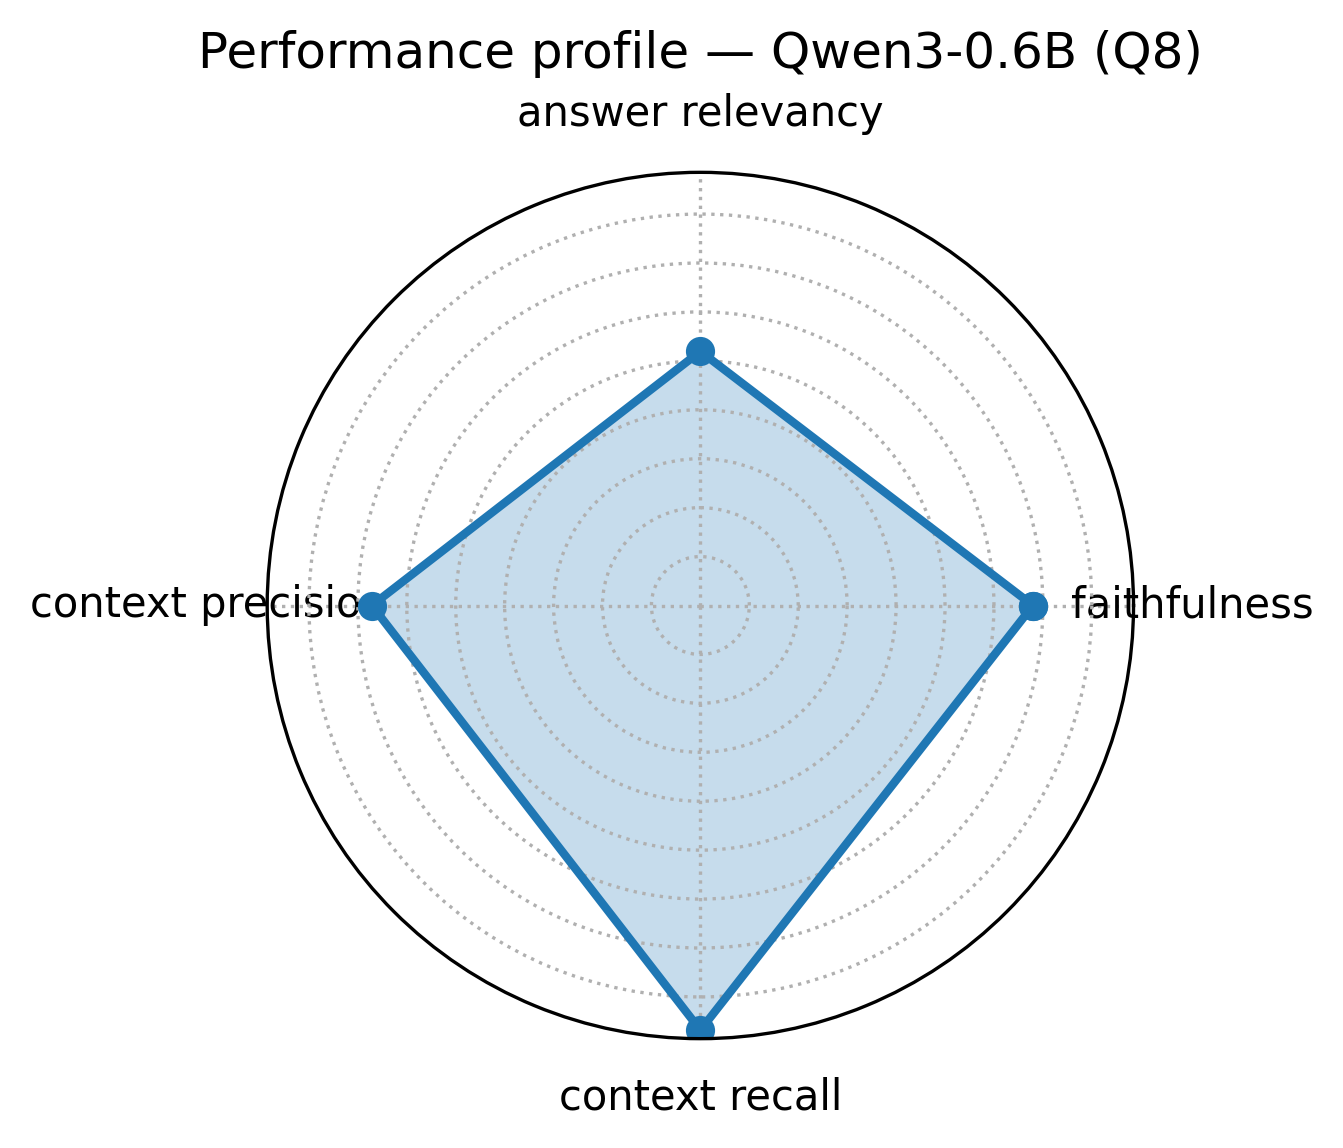 Performance profile — Qwen3-0.6B (Q8)
answer relevancy
context precisio
faithfulness
context recall